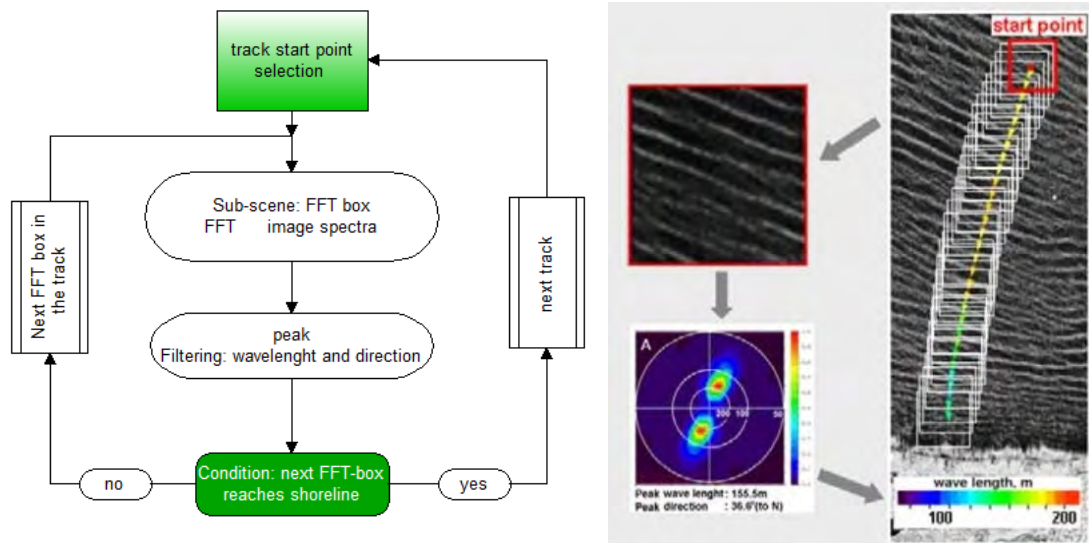 track start point
selection
Sub-scene: FFT box
FFT image spectra
peak
Filtering: wavelenght and direction
Condition: next FFT-box
reaches shoreline
no
yes
Next FFT box in
the track
next track
start point
A
200 100 50
Peak wave lenght : 155.5m
Peak direction : 36.6°(to N)
wave length, m
100 200